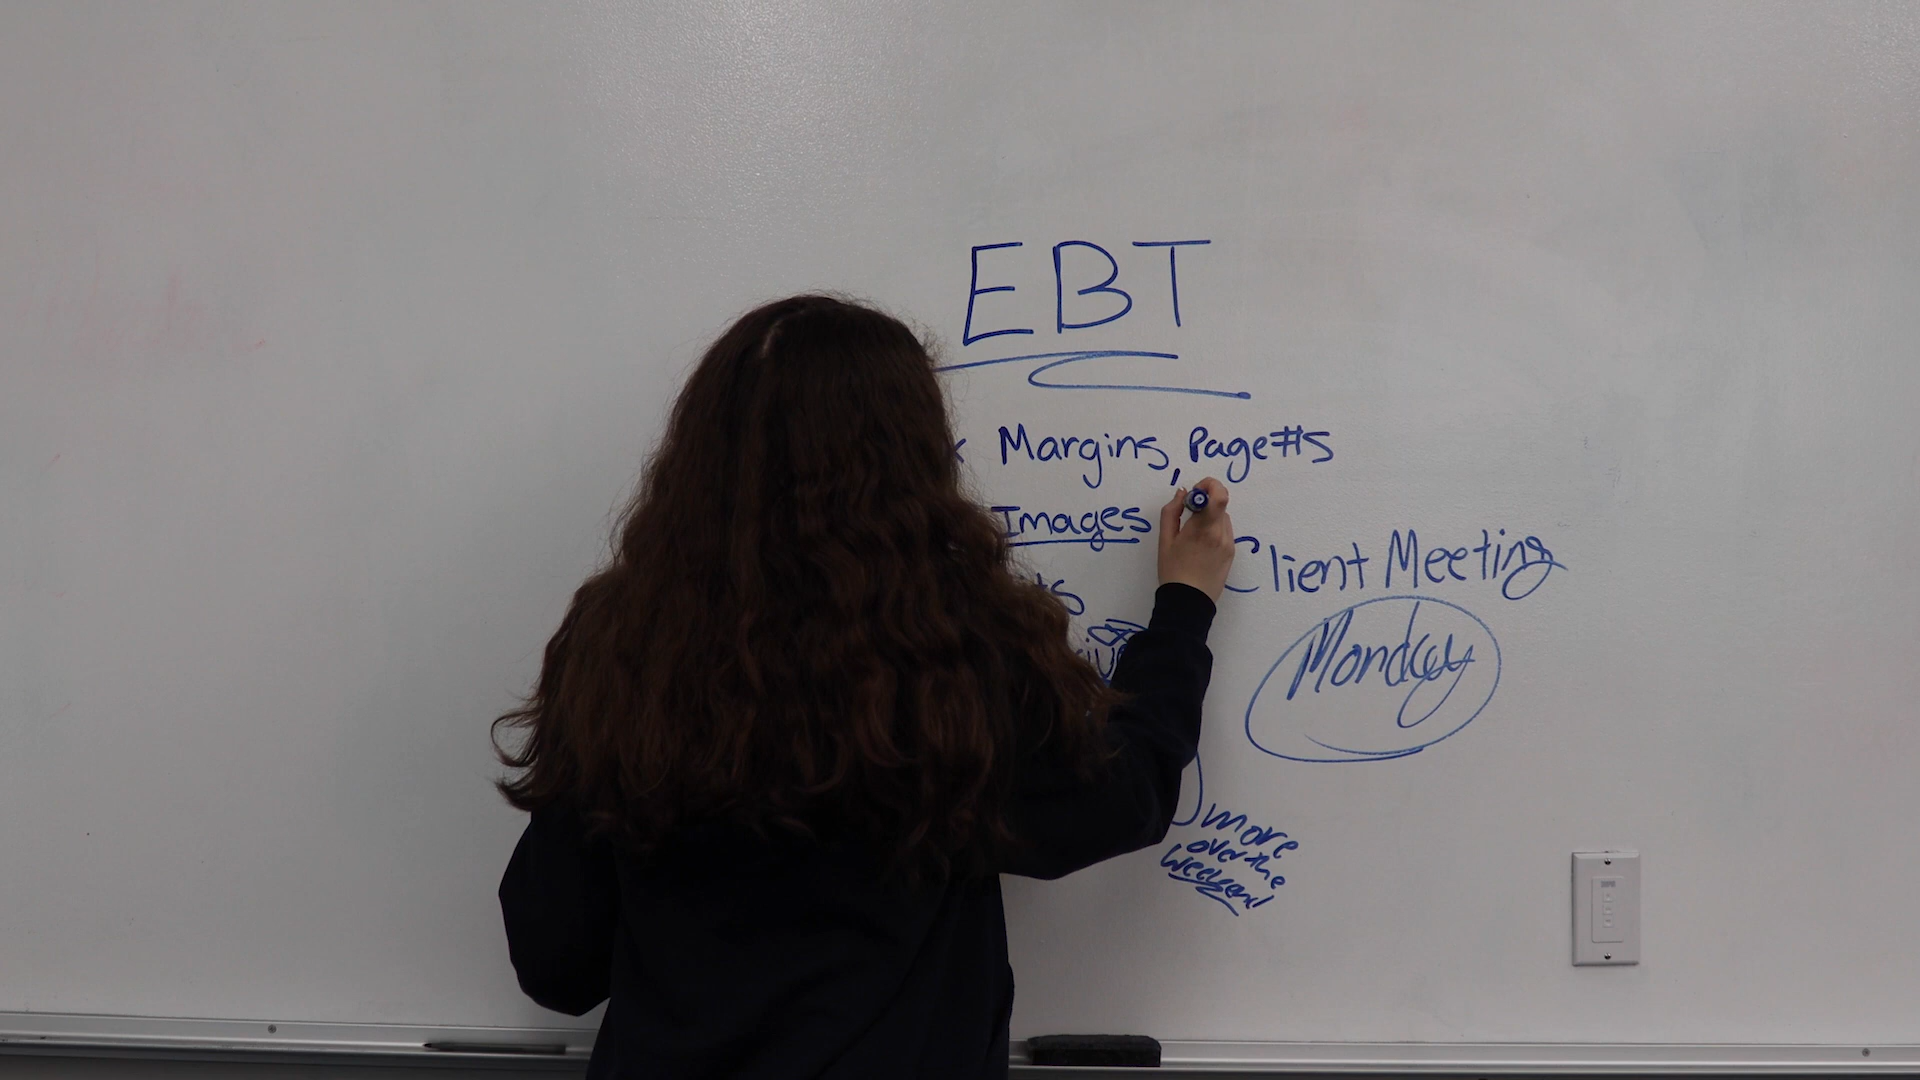 EBT
Margins, Page #s
Images
Client Meeting
Monday
more
over the
weekend